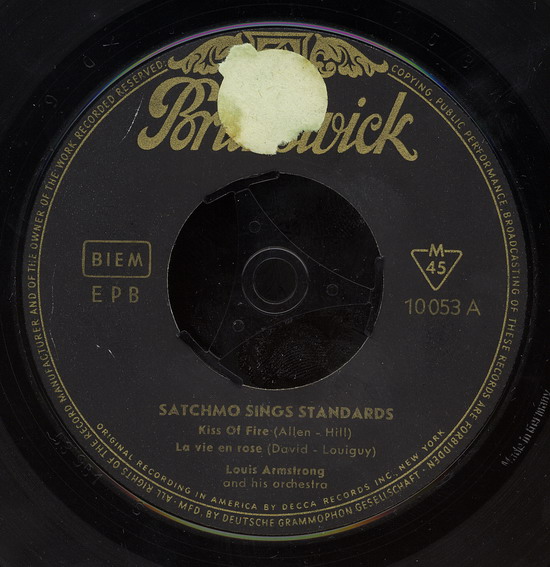 Brunswick
ALL RIGHTS OF THE RECORD MANUFACTURER AND OF THE OWNER OF THE WORK RECORDED RESERVED.
COPYING, PUBLIC PERFORMANCE, BROADCASTING OF THESE RECORDS ARE FORBIDDEN.
BIEM
EPB
M
45
10053 A
SATCHMO SINGS STANDARDS
Kiss Of Fire (Allen - Hill)
La vie en rose (David - Louiguy)
Louis Armstrong
and his orchestra
ORIGINAL RECORDING IN AMERICA BY DECCA RECORDS INC., NEW YORK
- MFD. BY DEUTSCHE GRAMMOPHON GESELLSCHAFT -
Made in Germany